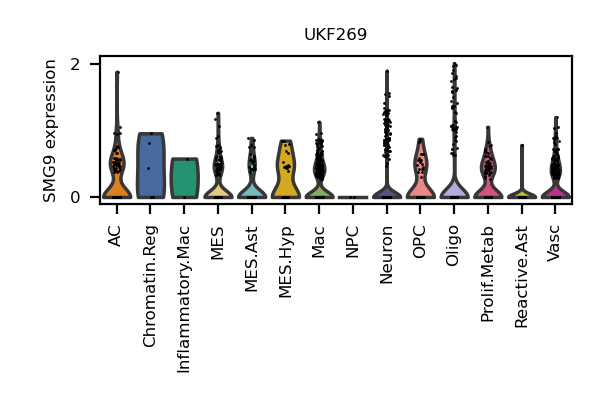 UKF269
SMG9 expression
2
0
AC
Chromatin.Reg
Inflammatory.Mac
MES
MES.Ast
MES.Hyp
Mac
NPC
Neuron
OPC
Oligo
Prolif.Metab
Reactive.Ast
Vasc